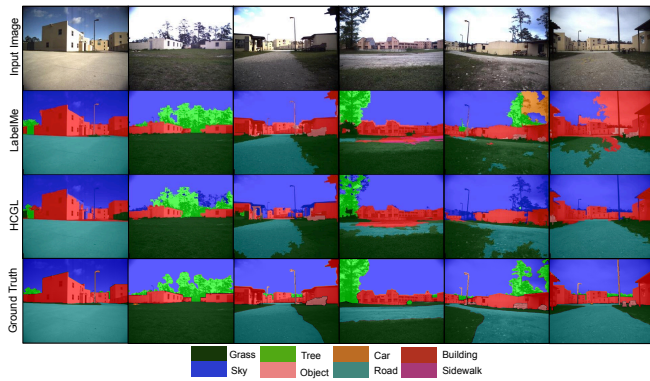 Input Image
LabelMe
HCGL
Ground Truth
Grass Tree Car Building
Sky Object Road Sidewalk